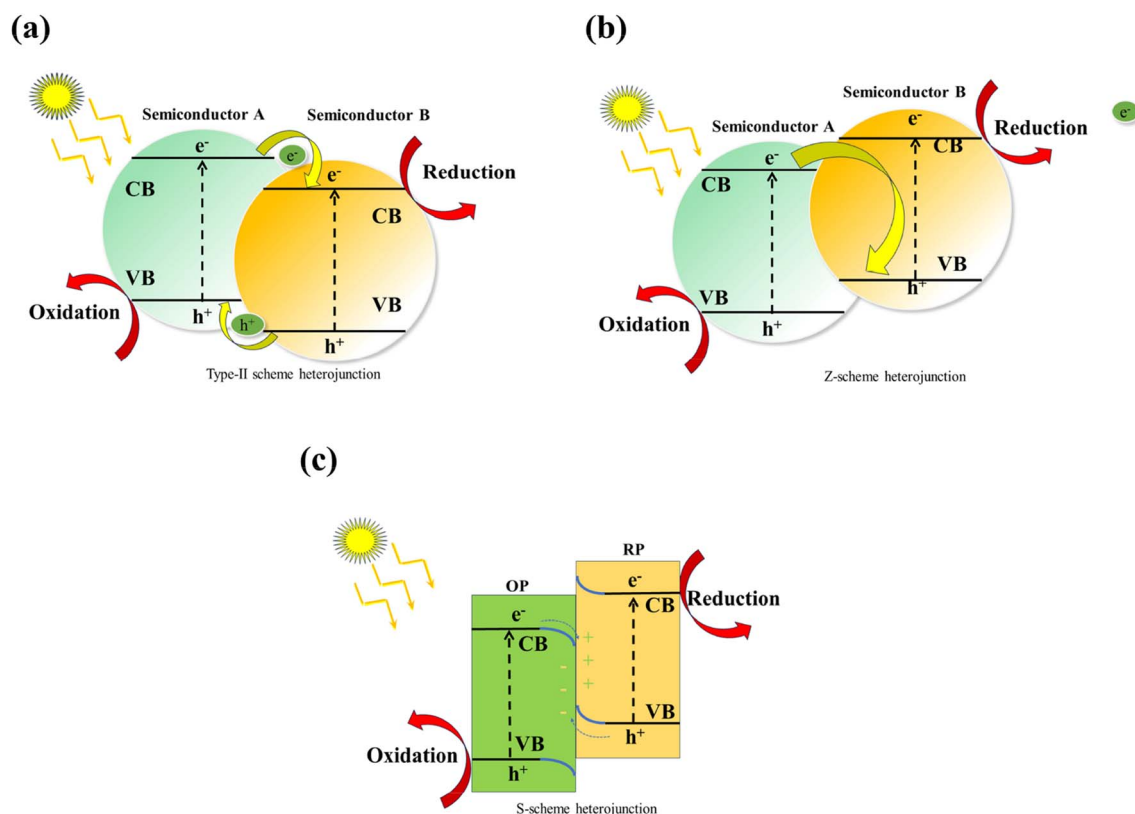 (a)
Semiconductor A
Semiconductor B
e⁻
e⁻
e⁻
CB
CB
Reduction
VB
VB
Oxidation
h⁺
h⁺
h⁺
Type-II scheme heterojunction
(b)
Semiconductor B
Semiconductor A
e⁻
e⁻
e⁻
CB
CB
Reduction
VB
VB
Oxidation
h⁺
h⁺
Z-scheme heterojunction
(c)
RP
OP
e⁻
e⁻
CB
CB
Reduction
+
+
+
-
-
-
VB
VB
Oxidation
h⁺
h⁺
S-scheme heterojunction